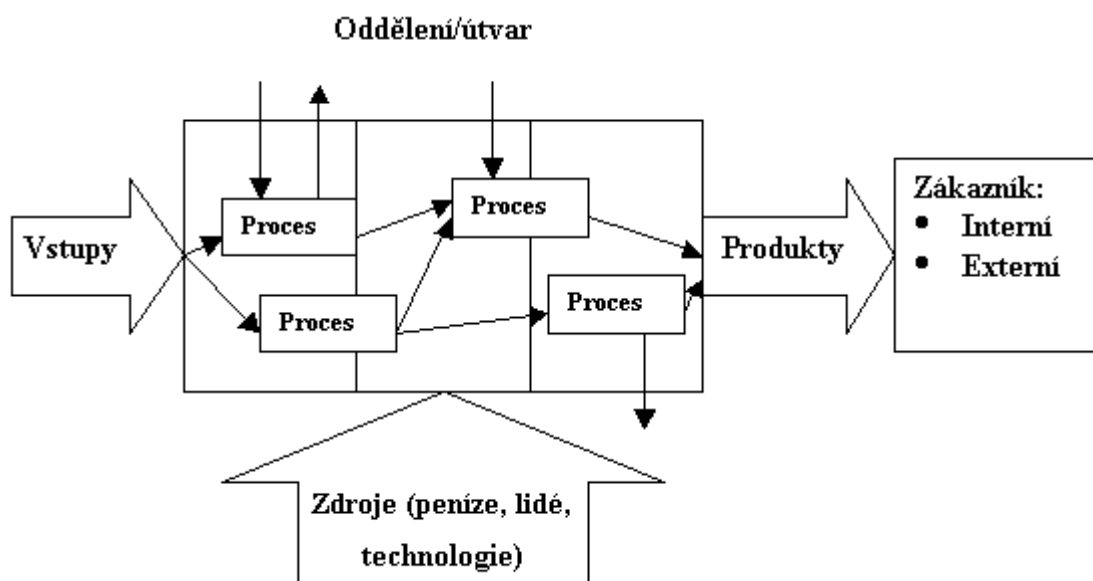 Oddělení/útvar
Vstupy
Proces
Proces
Proces
Proces
Produkty
Zákazník:
● Interní
● Externí
Zdroje (peníze, lidé,
technologie)